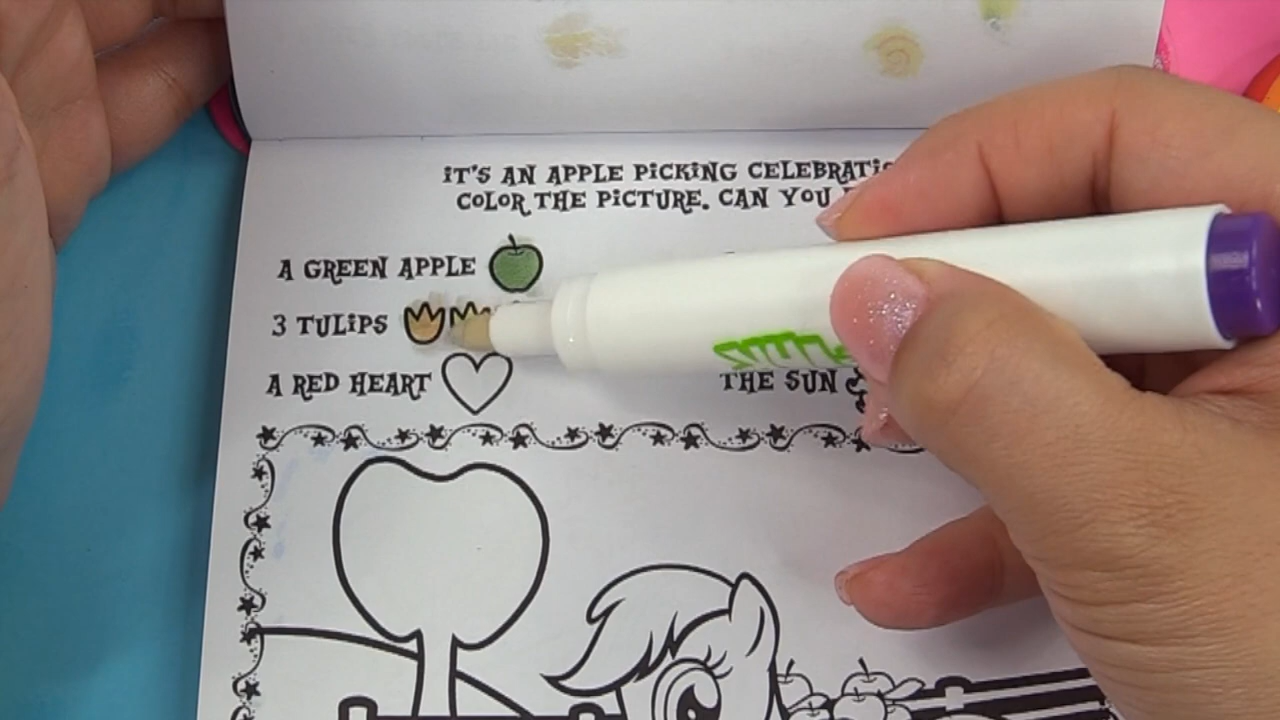 IT'S AN APPLE PICKING
COLOR THE PICTURE. CAN YOU
A GREEN APPLE
3 TULIPS
A RED HEART
THE SUN